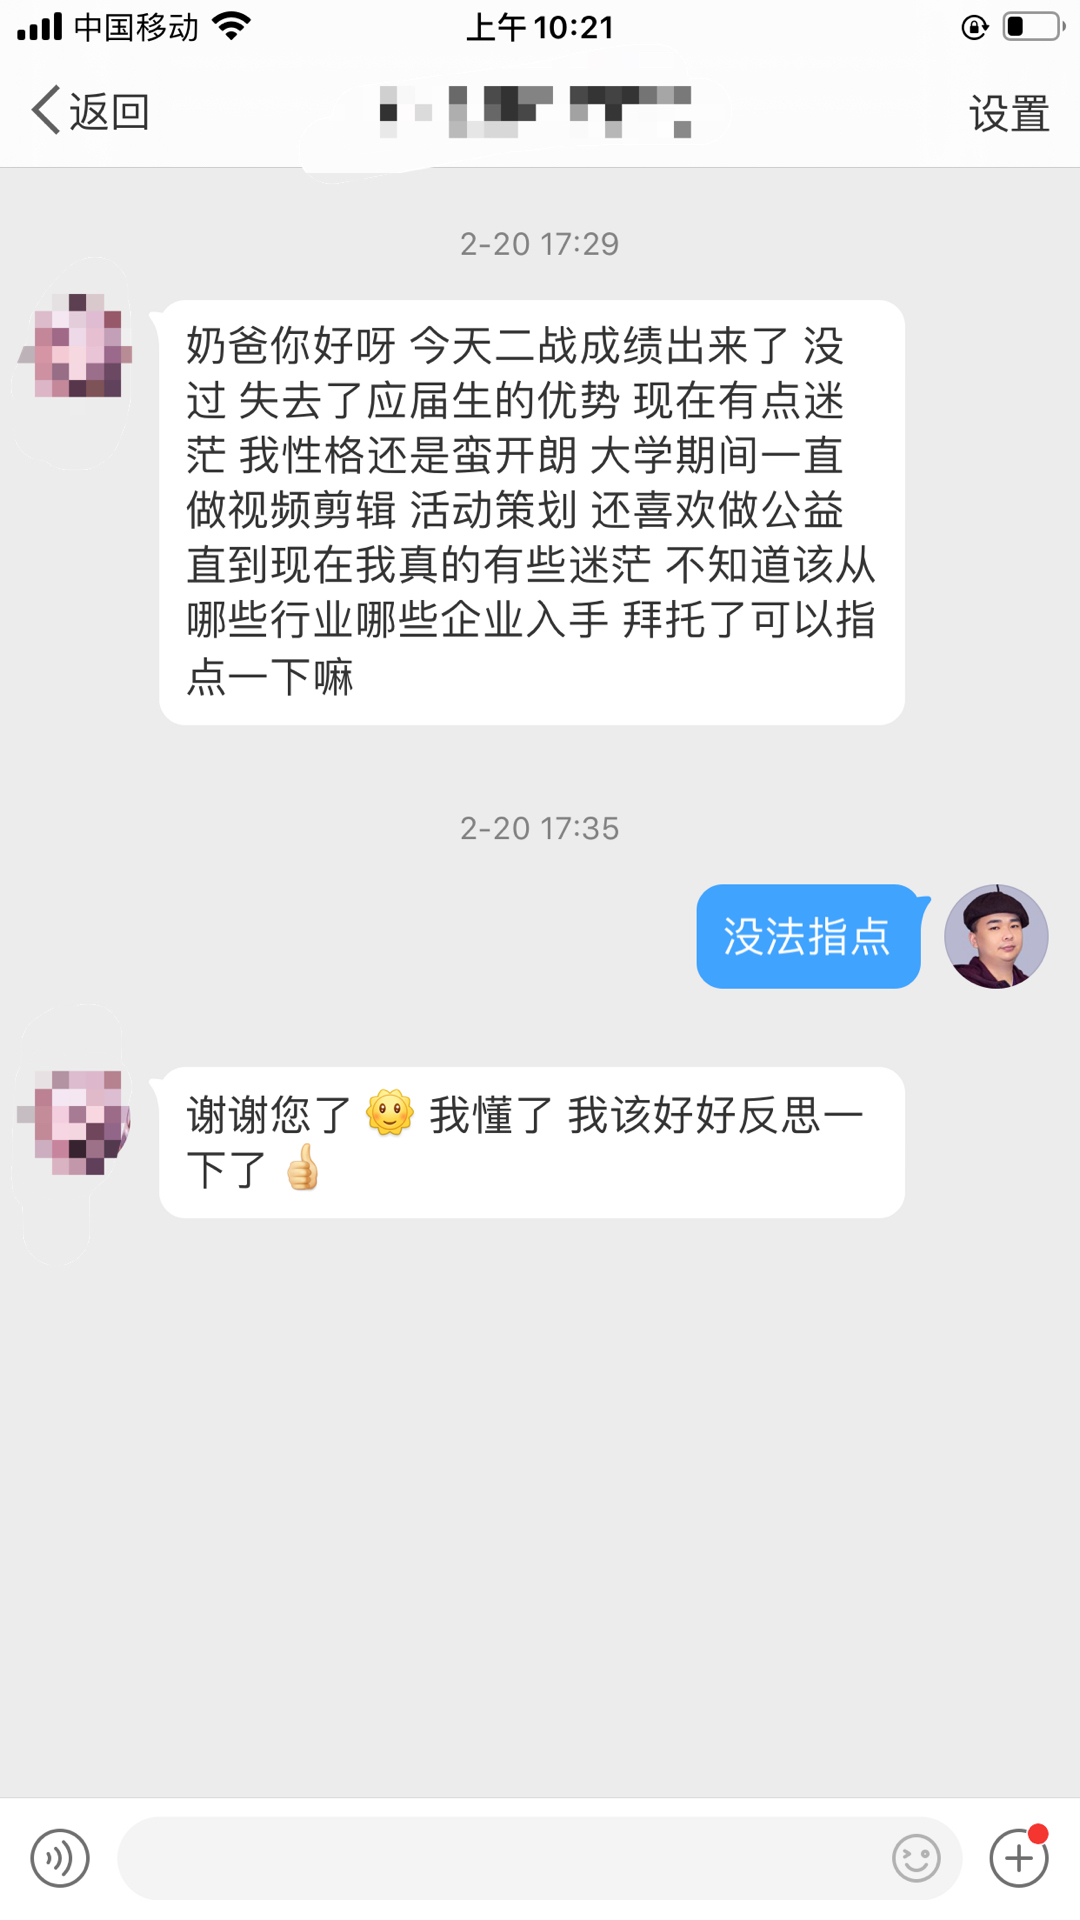 中国移动
上午10:21
返回
设置
2-20 17:29
奶爸你好呀 今天二战成绩出来了 没
过 失去了应届生的优势 现在有点迷
茫 我性格还是蛮开朗 大学期间一直
做视频剪辑 活动策划 还喜欢做公益
直到现在我真的有些迷茫 不知道该从
哪些行业哪些企业入手 拜托了可以指
点一下嘛
2-20 17:35
没法指点
谢谢您了 🌞 我懂了 我该好好反思一
下了 👍